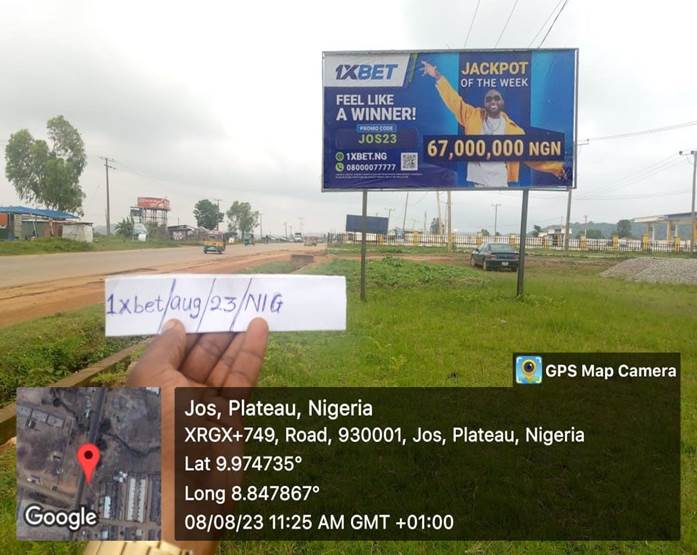 1XBET
FEEL LIKE
A WINNER!
PROMO CODE
JOS23
1XBET.NG
08000077777
JACKPOT
OF THE WEEK
67,000,000 NGN
1xbet/aug/23/NIG
GPS Map Camera
Jos, Plateau, Nigeria
XRGX+749, Road, 930001, Jos, Plateau, Nigeria
Lat 9.974735°
Long 8.847867°
08/08/23 11:25 AM GMT +01:00
Google